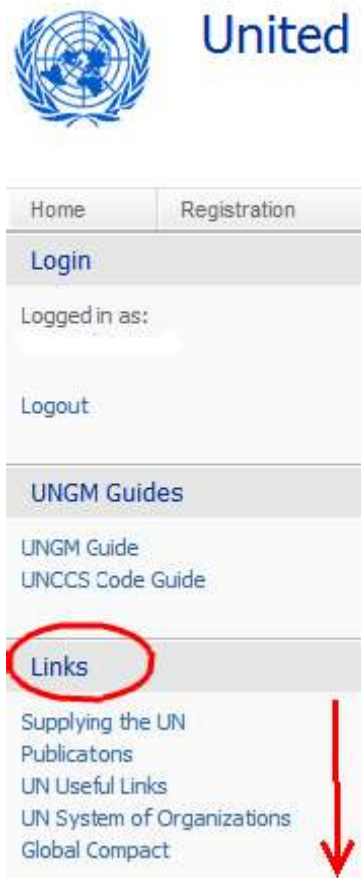 United
Home Registration
Login
Logged in as:
Logout
UNGM Guides
UNGM Guide
UNCCS Code Guide
Links
Supplying the UN
Publicatons
UN Useful Links
UN System of Organizations
Global Compact